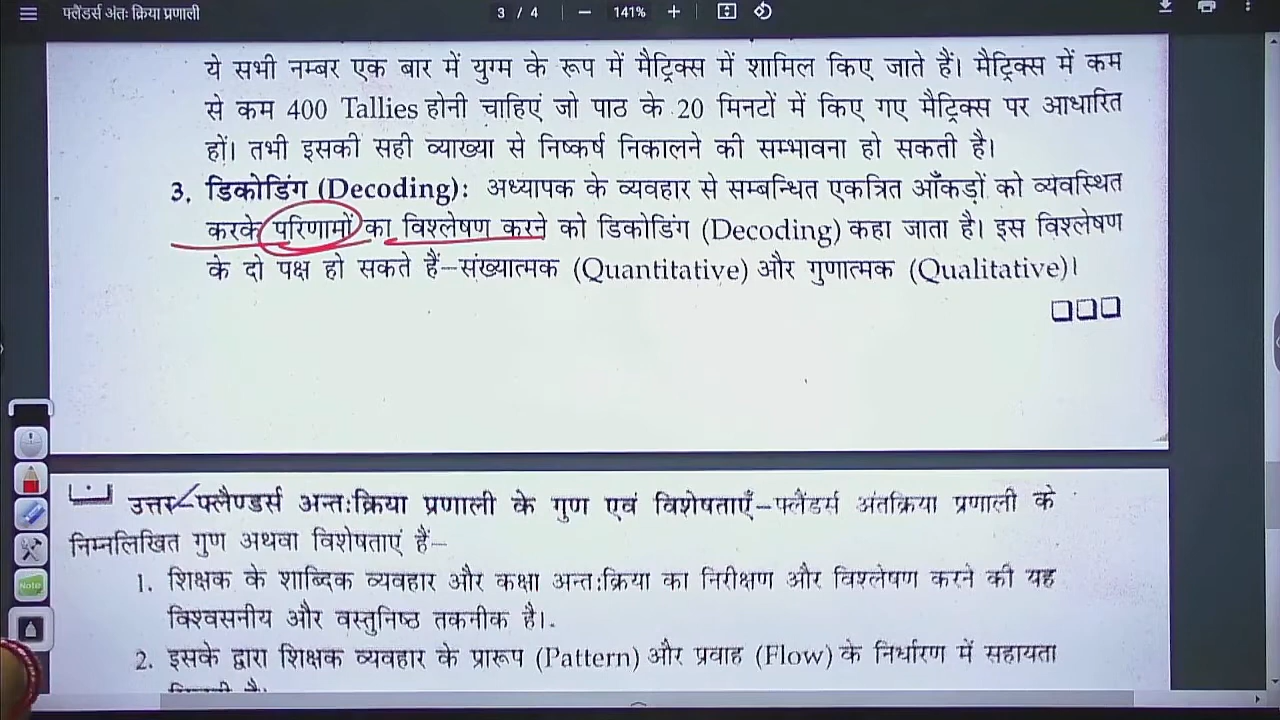 फ्लैंडर्स अंतः क्रिया प्रणाली
3 / 4
141%
ये सभी नम्बर एक बार में युग्म के रूप में मैट्रिक्स में शामिल किए जाते हैं। मैट्रिक्स में कम
से कम 400 Tallies होनी चाहिएं जो पाठ के 20 मिनटों में किए गए मैट्रिक्स पर आधारित
हों। तभी इसकी सही व्याख्या से निष्कर्ष निकालने की सम्भावना हो सकती है।
3. डिकोडिंग (Decoding): अध्यापक के व्यवहार से सम्बन्धित एकत्रित आँकड़ों को व्यवस्थित
करके परिणामों का विश्लेषण करने को डिकोडिंग (Decoding) कहा जाता है। इस विश्लेषण
के दो पक्ष हो सकते हैं–संख्यात्मक (Quantitative) और गुणात्मक (Qualitative)।
उत्तर–फ्लैण्डर्स अन्तःक्रिया प्रणाली के गुण एवं विशेषताएँ–फ्लैंडर्स अंतक्रिया प्रणाली के
निम्नलिखित गुण अथवा विशेषताएं हैं–
1. शिक्षक के शाब्दिक व्यवहार और कक्षा अन्तःक्रिया का निरीक्षण और विश्लेषण करने की यह
विश्वसनीय और वस्तुनिष्ठ तकनीक है।
2. इसके द्वारा शिक्षक व्यवहार के प्रारूप (Pattern) और प्रवाह (Flow) के निर्धारण में सहायता
Note